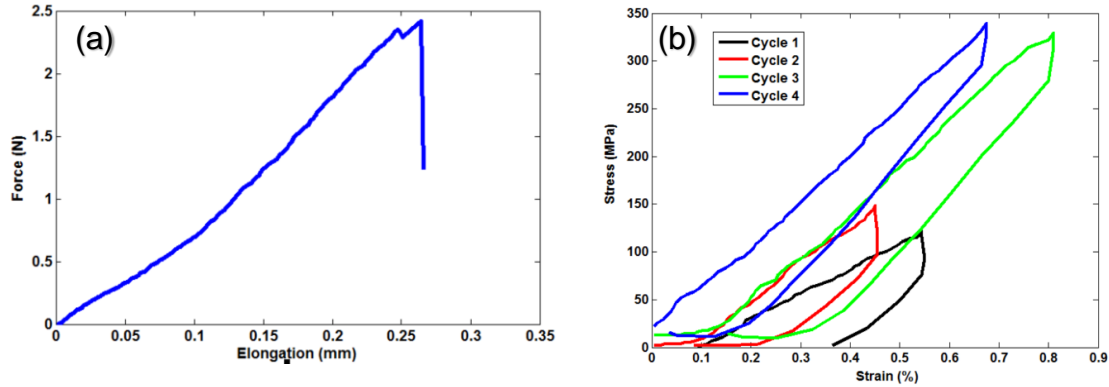 (a)
2.5
2
1.5
1
0.5
0
0 0.05 0.1 0.15 0.2 0.25 0.3 0.35
Force (N)
Elongation (mm)
(b)
Cycle 1
Cycle 2
Cycle 3
Cycle 4
350
300
250
200
150
100
50
0
0 0.1 0.2 0.3 0.4 0.5 0.6 0.7 0.8 0.9
Stress (MPa)
Strain (%)